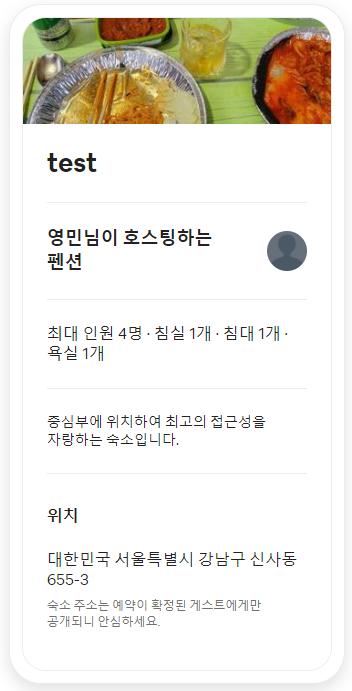 test
영민님이 호스팅하는
펜션
최대 인원 4명 · 침실 1개 · 침대 1개 ·
욕실 1개
중심부에 위치하여 최고의 접근성을
자랑하는 숙소입니다.
위치
대한민국 서울특별시 강남구 신사동
655-3
숙소 주소는 예약이 확정된 게스트에게만
공개되니 안심하세요.